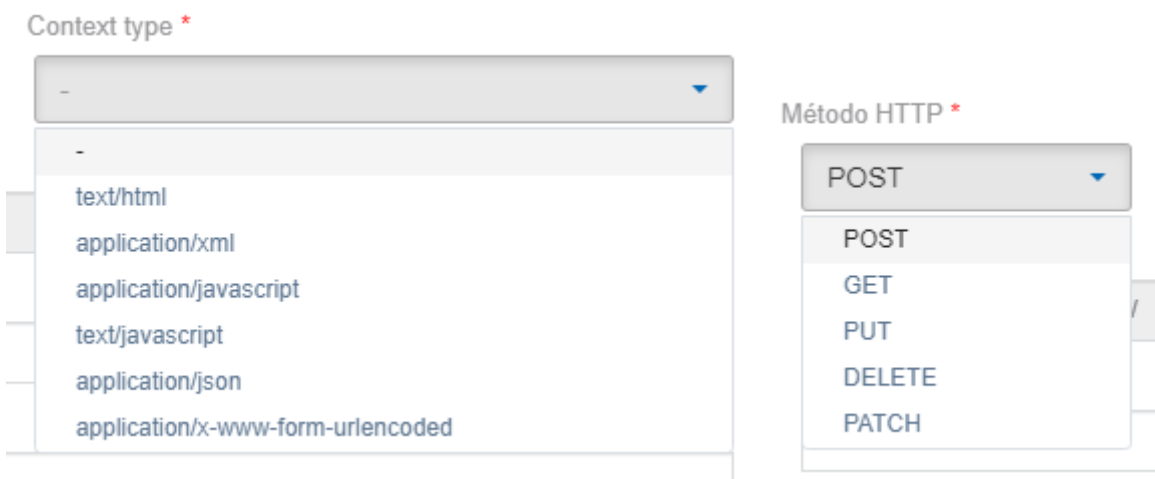 Context type *
-
-
text/html
application/xml
application/javascript
text/javascript
application/json
application/x-www-form-urlencoded
Método HTTP *
POST
POST
GET
PUT
DELETE
PATCH
/